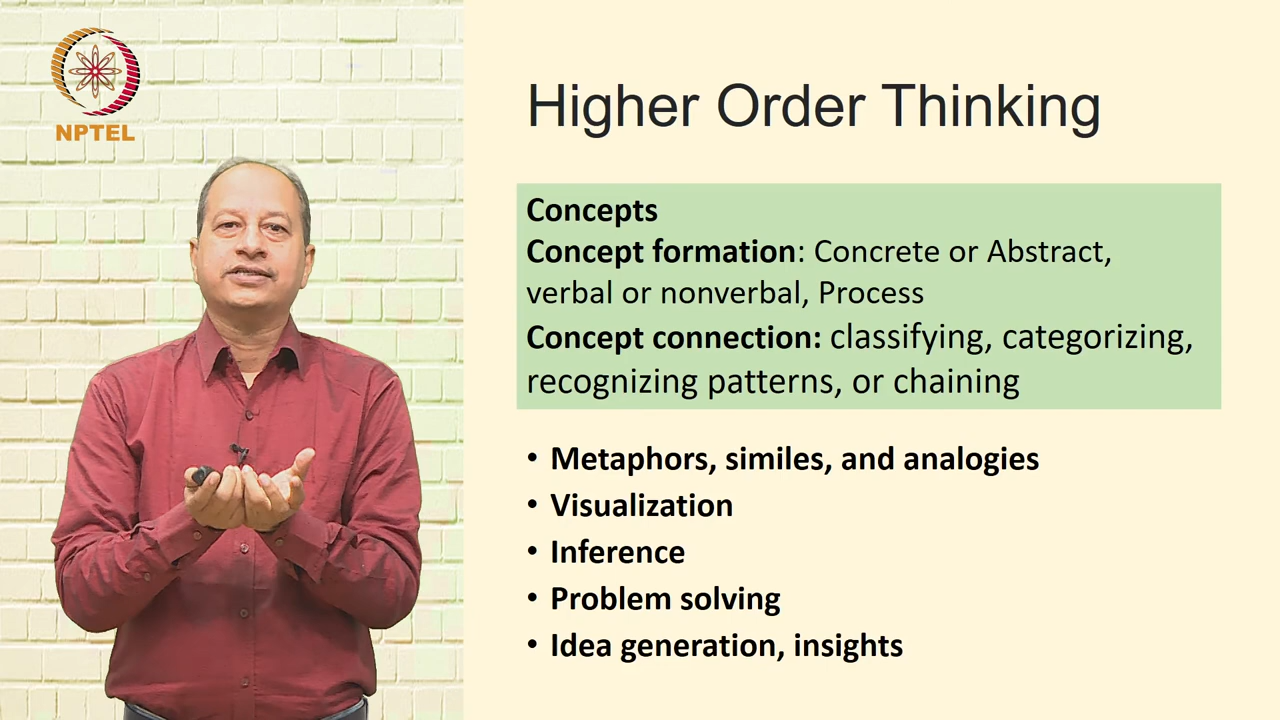 NPTEL
Higher Order Thinking
Concepts
Concept formation: Concrete or Abstract,
verbal or nonverbal, Process
Concept connection: classifying, categorizing,
recognizing patterns, or chaining
• Metaphors, similes, and analogies
• Visualization
• Inference
• Problem solving
• Idea generation, insights